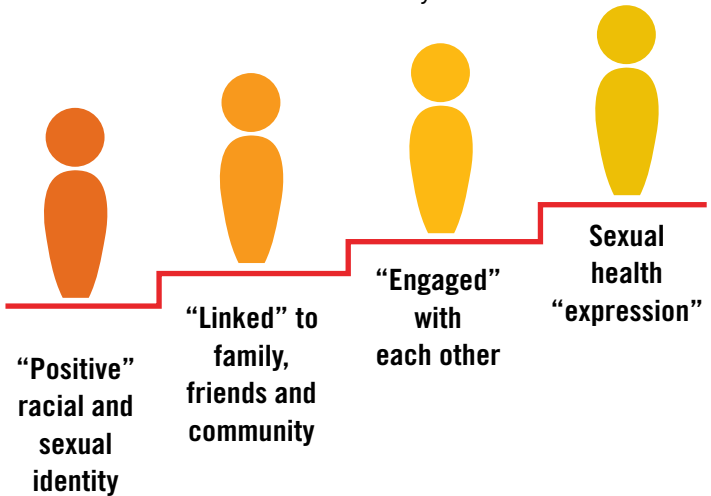 “Positive”
racial and
sexual
identity
“Linked” to
family,
friends and
community
“Engaged”
with
each other
Sexual
health
“expression”